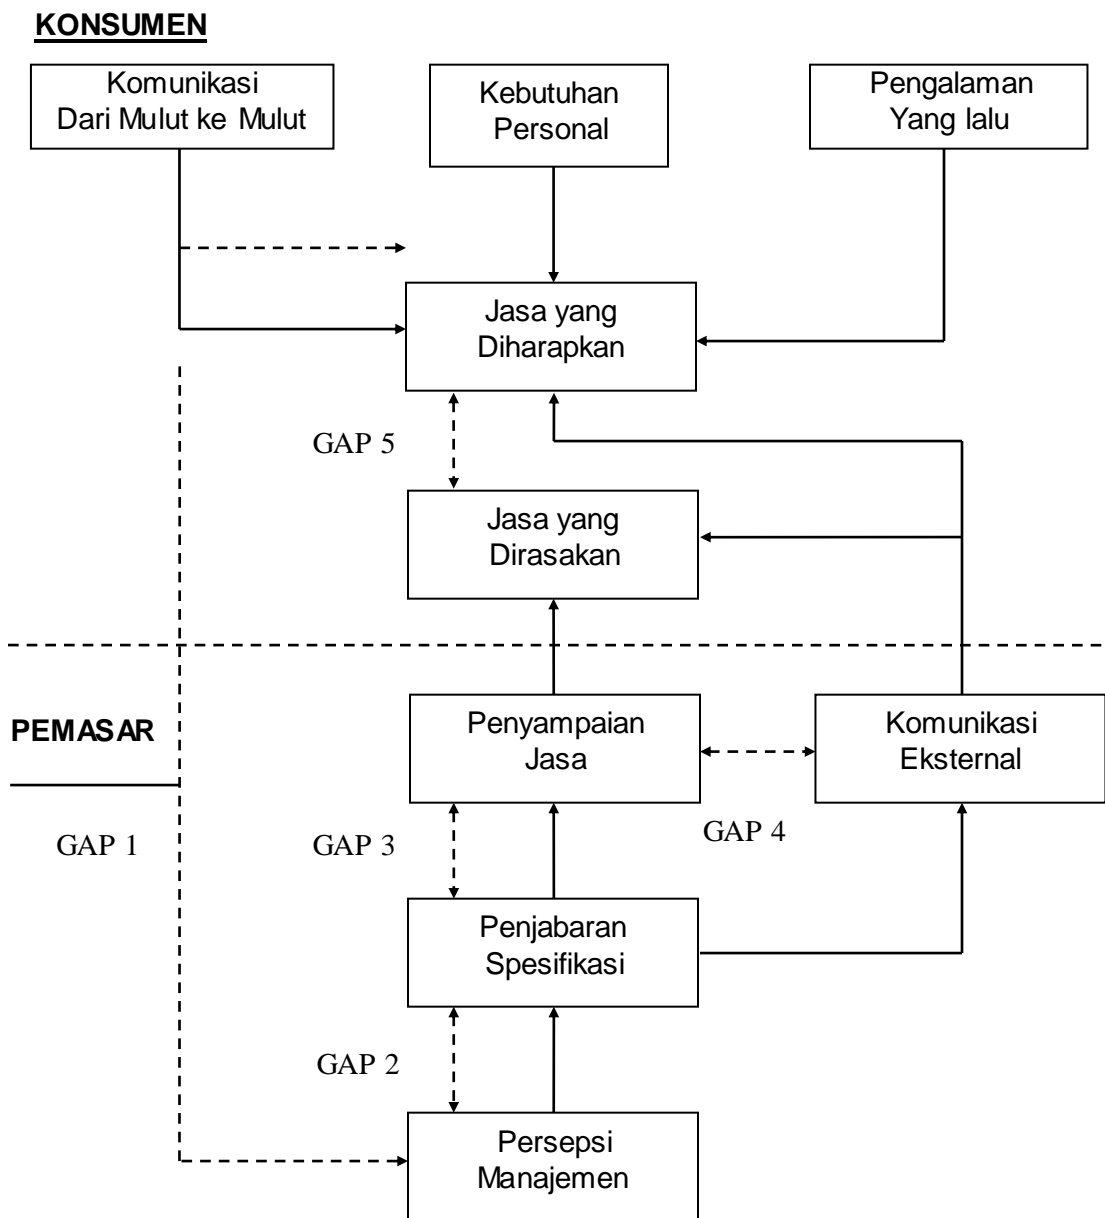 KONSUMEN
Komunikasi
Dari Mulut ke Mulut
Kebutuhan
Personal
Pengalaman
Yang lalu
Jasa yang
Diharapkan
GAP 5
Jasa yang
Dirasakan
PEMASAR
Penyampaian
Jasa
Komunikasi
Eksternal
GAP 1
GAP 3
GAP 4
Penjabaran
Spesifikasi
GAP 2
Persepsi
Manajemen